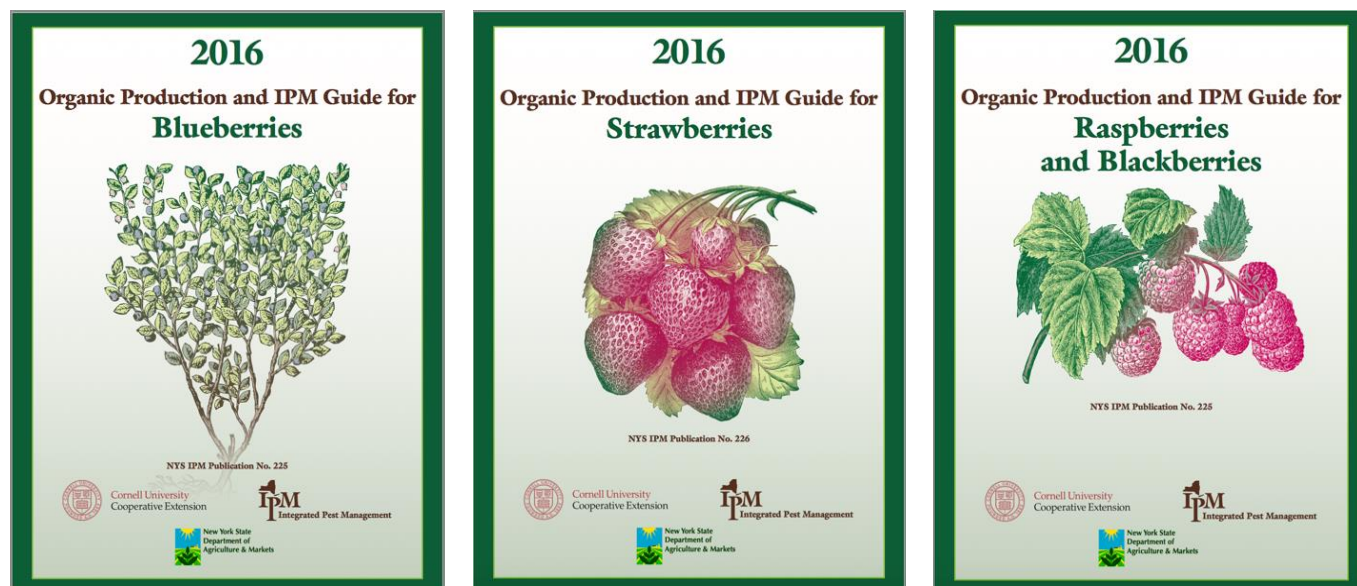 2016
Organic Production and IPM Guide for
Blueberries
NYS IPM Publication No. 225
Cornell University
Cooperative Extension
IPM
Integrated Pest Management
New York State
Department of
Agriculture & Markets
2016
Organic Production and IPM Guide for
Strawberries
NYS IPM Publication No. 226
Cornell University
Cooperative Extension
IPM
Integrated Pest Management
New York State
Department of
Agriculture & Markets
2016
Organic Production and IPM Guide for
Raspberries
and Blackberries
NYS IPM Publication No. 225
Cornell University
Cooperative Extension
IPM
Integrated Pest Management
New York State
Department of
Agriculture & Markets